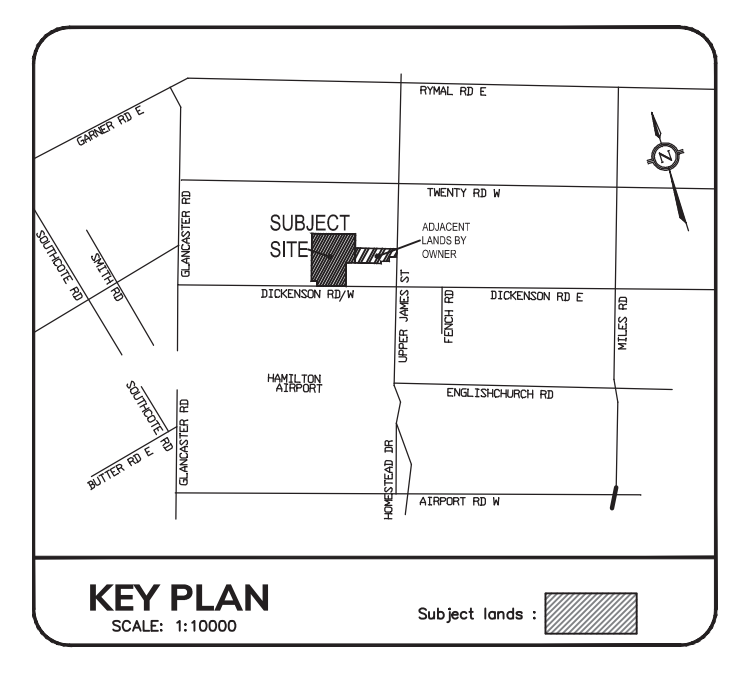 RYMAL RD E
GARNER RD E
N
TWENTY RD W
GLANCASTER RD
SUBJECT
SITE
ADJACENT
LANDS BY
OWNER
SOUTHCOTE RD
SMITH RD
DICKENSON RD/W
UPPER JAMES ST
FENCH RD
DICKENSON RD E
MILES RD
HAMILTON
AIRPORT
ENGLISHCHURCH RD
SOUTHCOTE RD
BUTTER RD E
GLANCASTER RD
HOMESTEAD DR
AIRPORT RD W
KEY PLAN
SCALE: 1:10000
Subject lands :